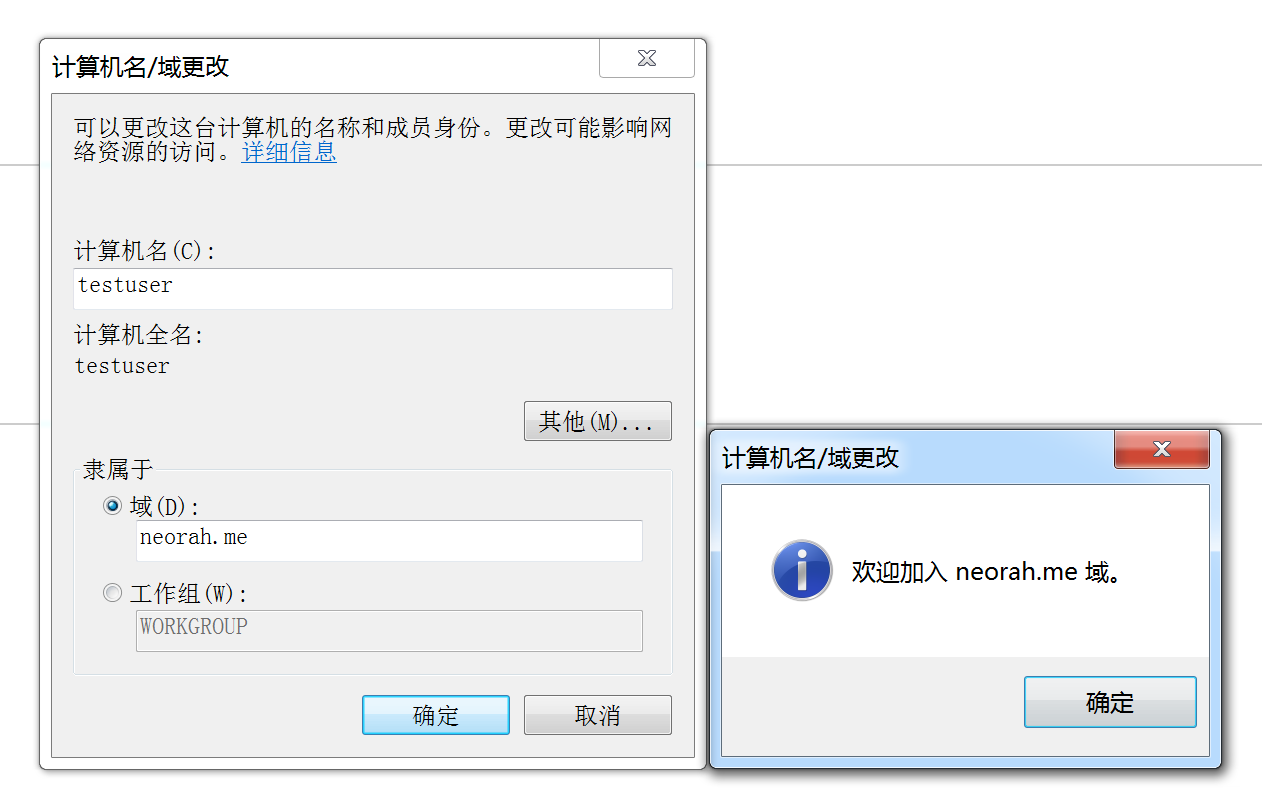 计算机名/域更改
可以更改这台计算机的名称和成员身份。更改可能影响网
络资源的访问。详细信息
计算机名(C):
testuser
计算机全名:
testuser
其他(M)...
隶属于
域(D):
neorah.me
工作组(W):
WORKGROUP
确定
取消
计算机名/域更改
欢迎加入 neorah.me 域。
确定